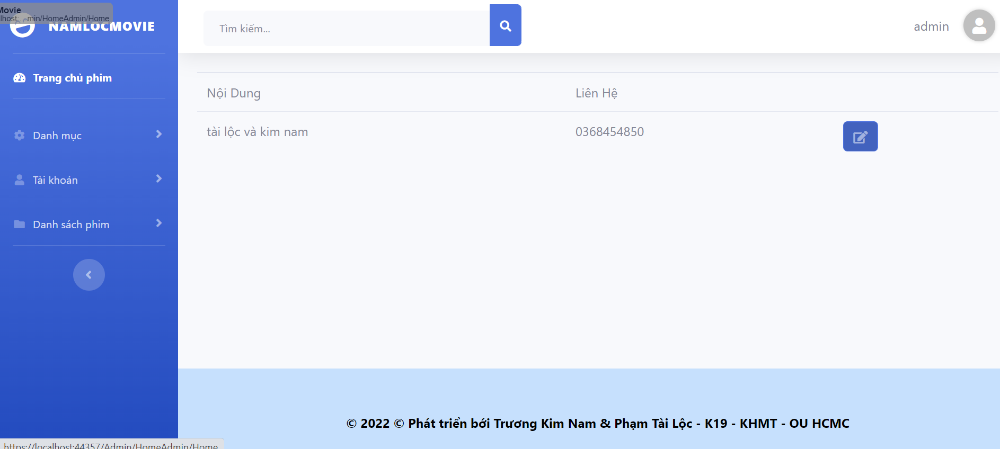 Movie
lhost:... min/HomeAdmin/Home
NAMLOCMOVIE
Tìm kiếm...
admin
Trang chủ phim
Danh mục
Tài khoản
Danh sách phim
Nội Dung
Liên Hệ
tài lộc và kim nam
0368454850
© 2022 © Phát triển bới Trương Kim Nam & Phạm Tài Lộc - K19 - KHMT - OU HCMC
https://localhost:44357/Admin/HomeAdmin/Home